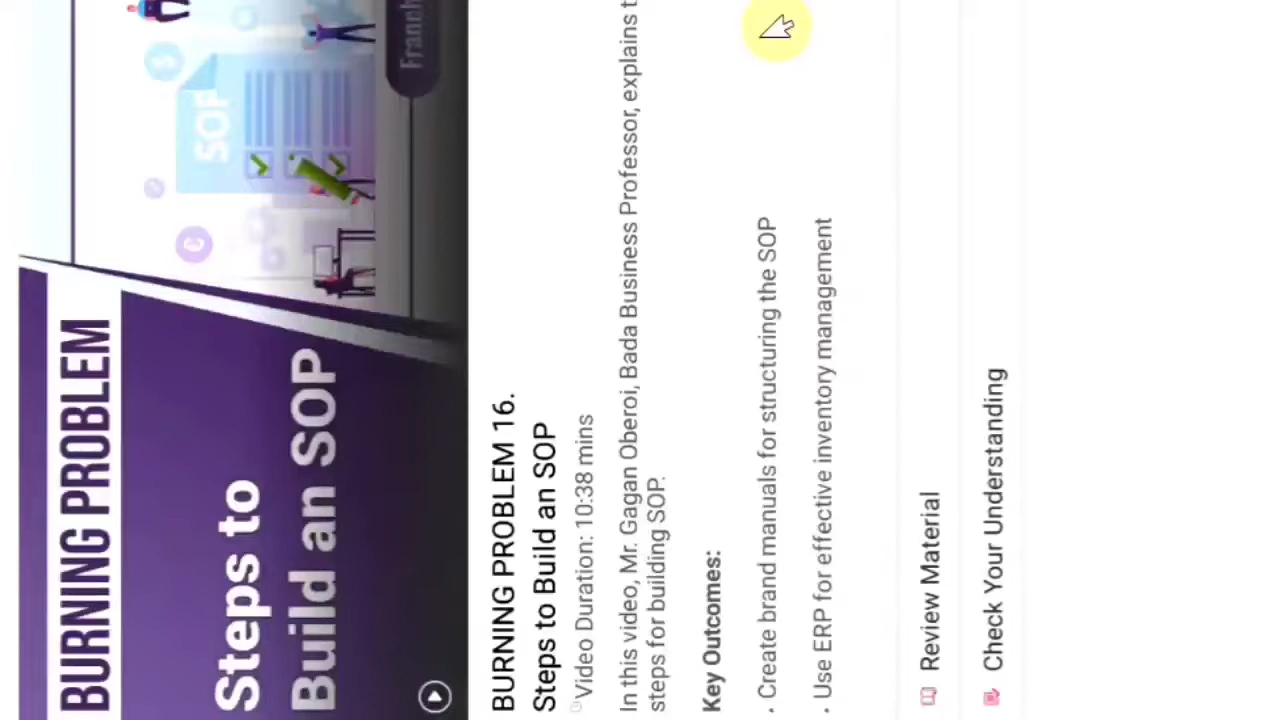 BURNING PROBLEM
Steps to
Build an SOP
SOP
BURNING PROBLEM 16.
Steps to Build an SOP
Video Duration: 10:38 mins
In this video, Mr. Gagan Oberoi, Bada Business Professor, explains
steps for building SOP.
Key Outcomes:
• Create brand manuals for structuring the SOP
• Use ERP for effective inventory management
Review Material
Check Your Understanding